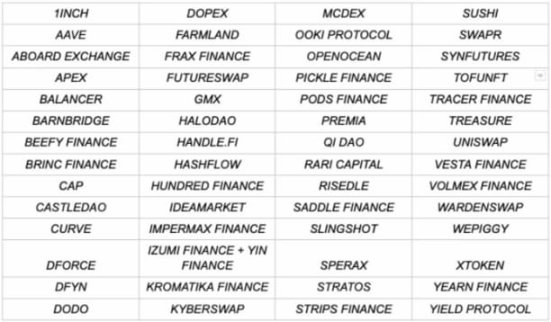 1INCH DOPEX MCDEX SUSHI
AAVE FARMLAND OOKI PROTOCOL SWAPR
ABOARD EXCHANGE FRAX FINANCE OPENOCEAN SYNFUTURES
APEX FUTURESWAP PICKLE FINANCE TOFUNFT
BALANCER GMX PODS FINANCE TRACER FINANCE
BARNBRIDGE HALODAO PREMIA TREASURE
BEEFY FINANCE HANDLE.FI QI DAO UNISWAP
BRINC FINANCE HASHFLOW RARI CAPITAL VESTA FINANCE
CAP HUNDRED FINANCE RISEDLE VOLMEX FINANCE
CASTLEDAO IDEAMARKET SADDLE FINANCE WARDENSWAP
CURVE IMPERMAX FINANCE SLINGSHOT WEPIGGY
IZUMI FINANCE + YIN
DFORCE FINANCE SPERAX XTOKEN
DFYN KROMATIKA FINANCE STRATOS YEARN FINANCE
DODO KYBERSWAP STRIPS FINANCE YIELD PROTOCOL